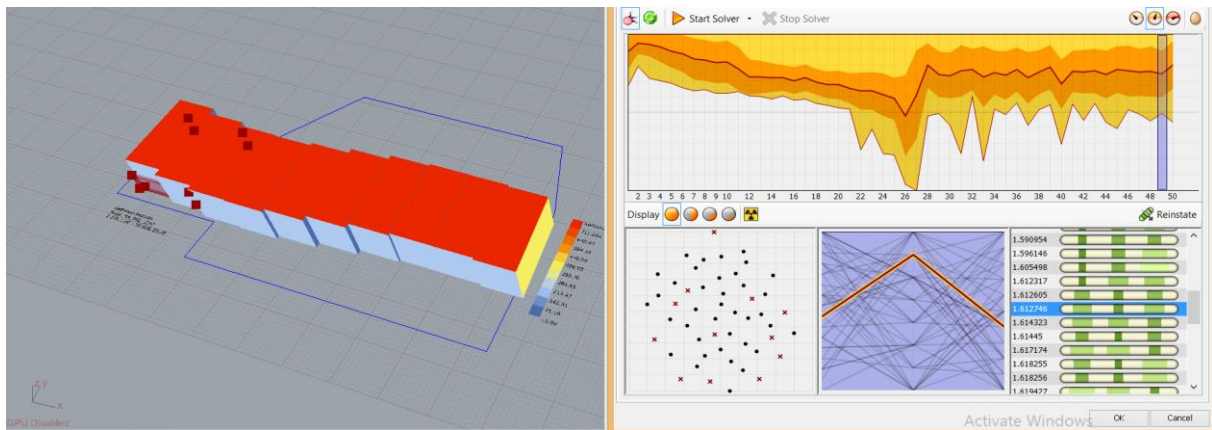 Start Solver
Stop Solver
2 3 4 5 6 7 8 9 10 12 14 16 18 20 22 24 26 28 30 32 34 36 38 40 42 44 46 48 50
Display
Reinstate
1.590954
1.596146
1.605498
1.612317
1.612605
1.612746
1.614323
1.61445
1.617174
1.618255
1.618256
1.619427
Activate Windows
OK
Cancel
z y
x
GPU Disabled